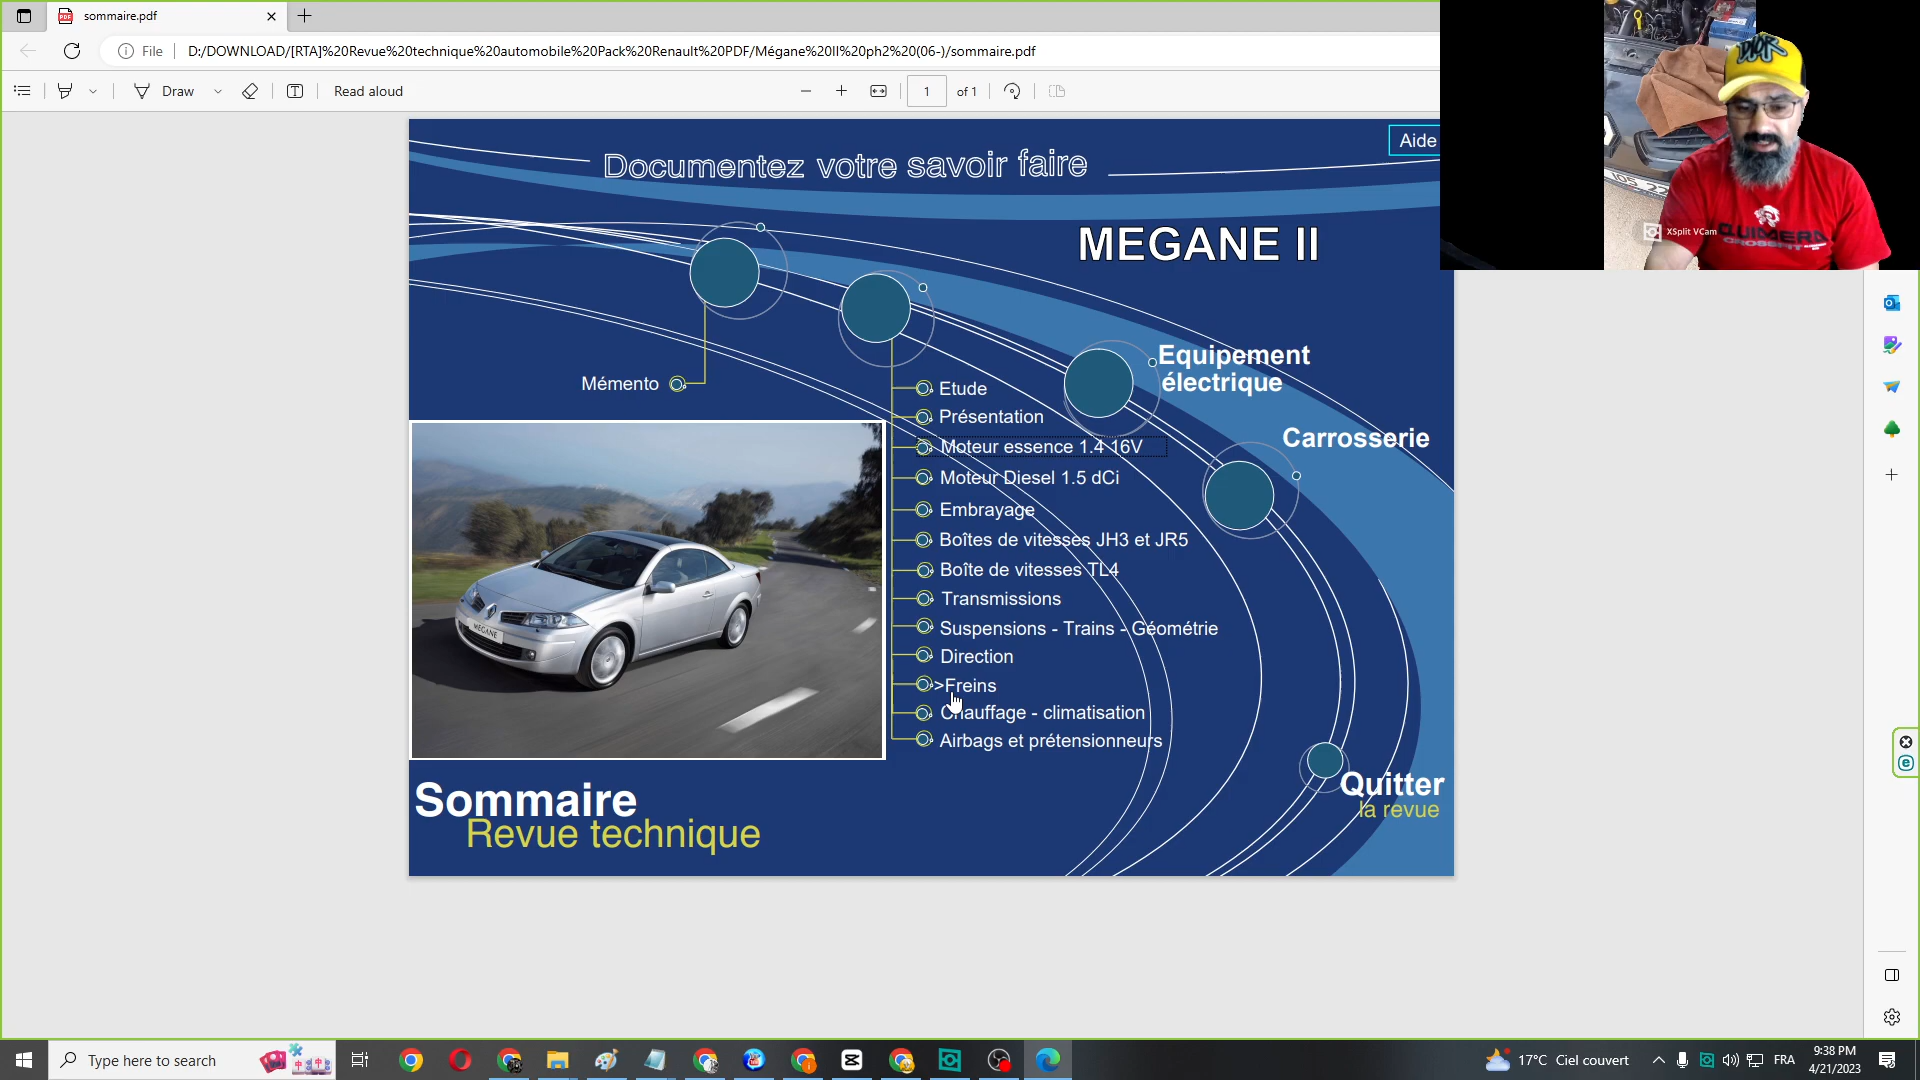 sommaire.pdf
File
D:/DOWNLOAD/[RTA]%20Revue%20technique%20automobile%20Pack%20Renault%20PDF/Mégane%20II%20ph2%20(06-)/sommaire.pdf
Draw
Read aloud
1
of 1
Aide
DIOR
Documentez votre savoir faire
MEGANE II
XSplit VCam
QUIMERA
CROSSFIT
Equipement
électrique
Mémento
Etude
Présentation
Carrosserie
Moteur essence 1.4 16V
Moteur Diesel 1.5 dCi
Embrayage
Boîtes de vitesses JH3 et JR5
Boîte de vitesses TL4
Transmissions
Suspensions - Trains - Géométrie
MEGANE
Direction
>Freins
Chauffage - climatisation
Airbags et prétensionneurs
Sommaire
Revue technique
Quitter
la revue
Type here to search
17°C Ciel couvert
FRA
9:38 PM
4/21/2023